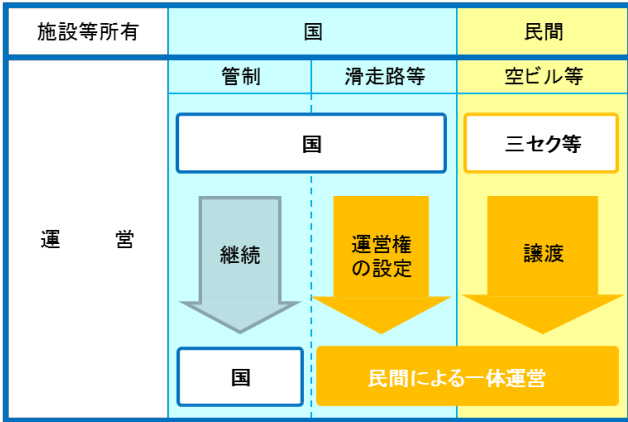 施設等所有
国
民間
管制
滑走路等
空ビル等
国
三セク等
運 営
継続
運営権
の設定
譲渡
国
民間による一体運営